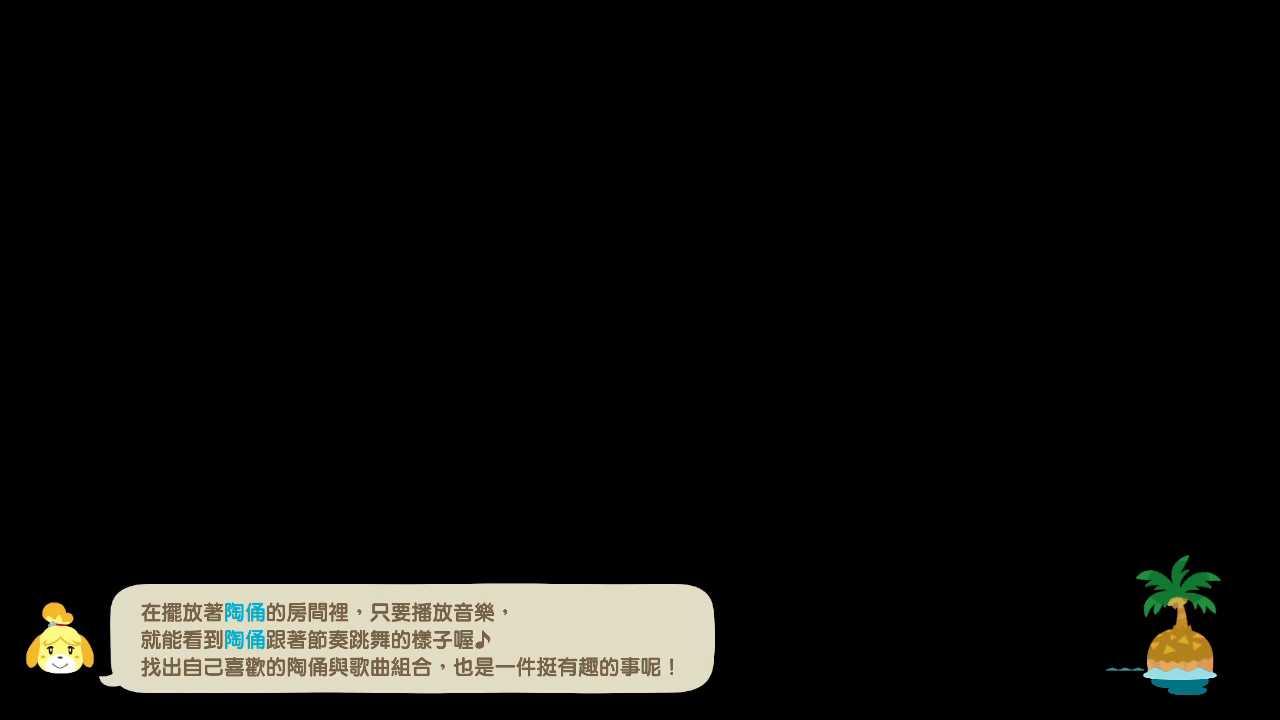 在擺放著陶俑的房間裡，只要播放音樂，
就能看到陶俑跟著節奏跳舞的樣子喔♪
找出自己喜歡的陶俑與歌曲組合，也是一件挺有趣的事呢！